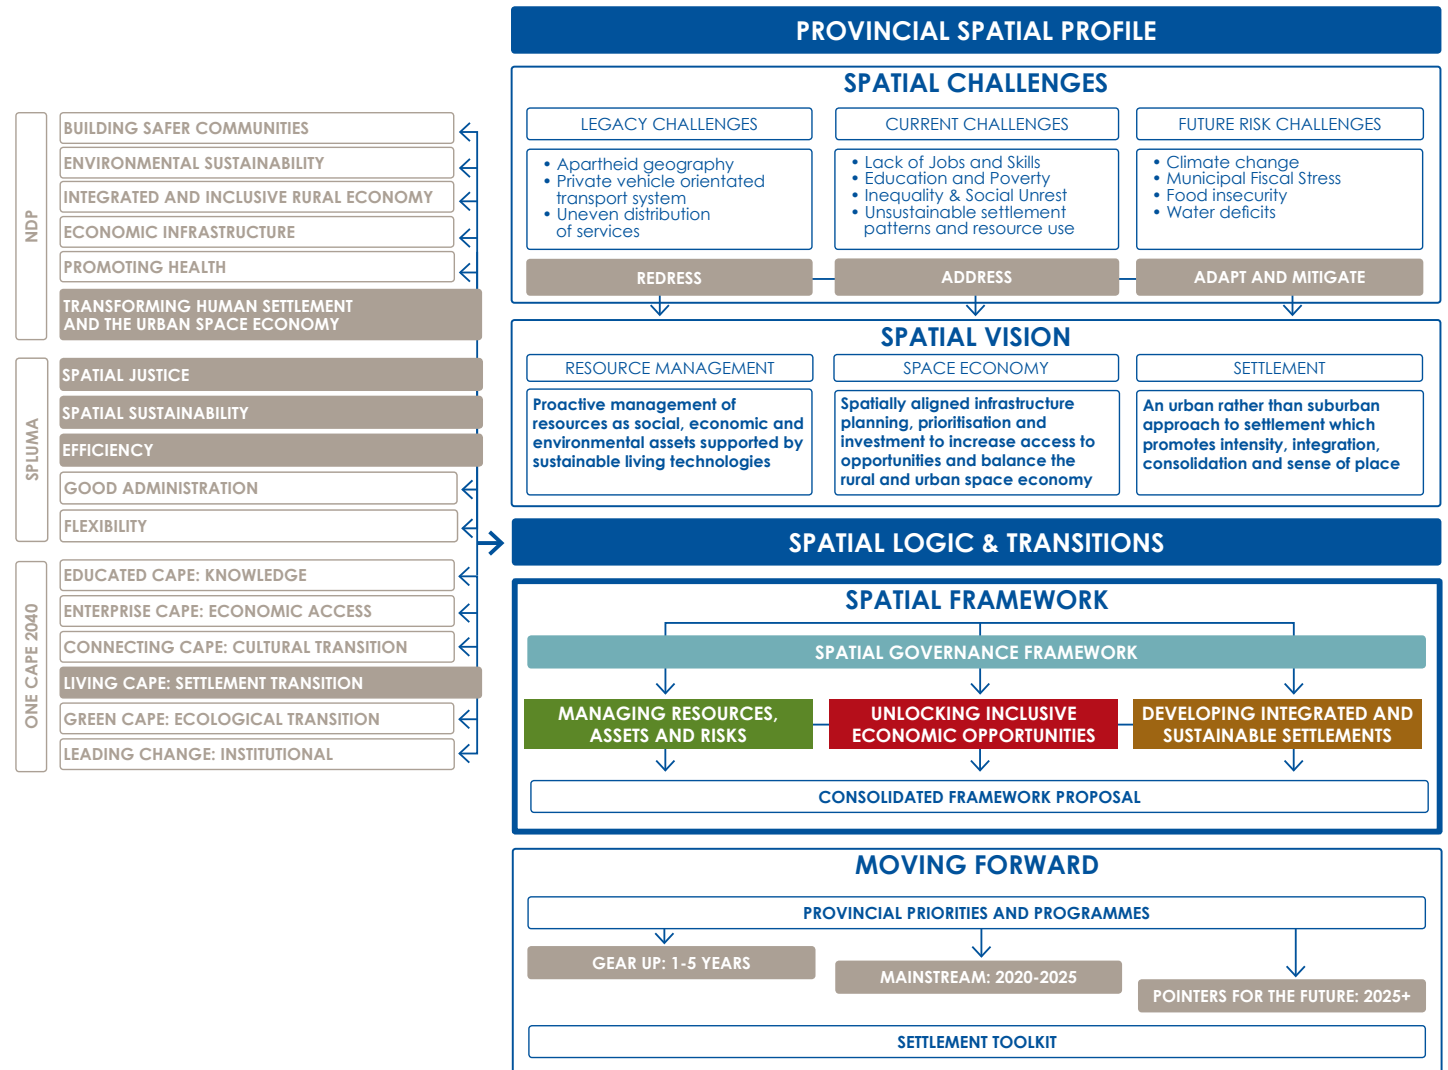 NDP
BUILDING SAFER COMMUNITIES
ENVIRONMENTAL SUSTAINABILITY
INTEGRATED AND INCLUSIVE RURAL ECONOMY
ECONOMIC INFRASTRUCTURE
PROMOTING HEALTH
TRANSFORMING HUMAN SETTLEMENT
AND THE URBAN SPACE ECONOMY
SPLUMA
SPATIAL JUSTICE
SPATIAL SUSTAINABILITY
EFFICIENCY
GOOD ADMINISTRATION
FLEXIBILITY
ONE CAPE 2040
EDUCATED CAPE: KNOWLEDGE
ENTERPRISE CAPE: ECONOMIC ACCESS
CONNECTING CAPE: CULTURAL TRANSITION
LIVING CAPE: SETTLEMENT TRANSITION
GREEN CAPE: ECOLOGICAL TRANSITION
LEADING CHANGE: INSTITUTIONAL
PROVINCIAL SPATIAL PROFILE
SPATIAL CHALLENGES
LEGACY CHALLENGES
• Apartheid geography
• Private vehicle orientated
transport system
• Uneven distribution
of services
REDRESS
CURRENT CHALLENGES
• Lack of Jobs and Skills
• Education and Poverty
• Inequality & Social Unrest
• Unsustainable settlement
patterns and resource use
ADDRESS
FUTURE RISK CHALLENGES
• Climate change
• Municipal Fiscal Stress
• Food insecurity
• Water deficits
ADAPT AND MITIGATE
SPATIAL VISION
RESOURCE MANAGEMENT
Proactive management of
resources as social, economic and
environmental assets supported by
sustainable living technologies
SPACE ECONOMY
Spatially aligned infrastructure
planning, prioritisation and
investment to increase access to
opportunities and balance the
rural and urban space economy
SETTLEMENT
An urban rather than suburban
approach to settlement which
promotes intensity, integration,
consolidation and sense of place
SPATIAL LOGIC & TRANSITIONS
SPATIAL FRAMEWORK
SPATIAL GOVERNANCE FRAMEWORK
MANAGING RESOURCES,
ASSETS AND RISKS
UNLOCKING INCLUSIVE
ECONOMIC OPPORTUNITIES
DEVELOPING INTEGRATED AND
SUSTAINABLE SETTLEMENTS
CONSOLIDATED FRAMEWORK PROPOSAL
MOVING FORWARD
PROVINCIAL PRIORITIES AND PROGRAMMES
GEAR UP: 1-5 YEARS
MAINSTREAM: 2020-2025
POINTERS FOR THE FUTURE: 2025+
SETTLEMENT TOOLKIT